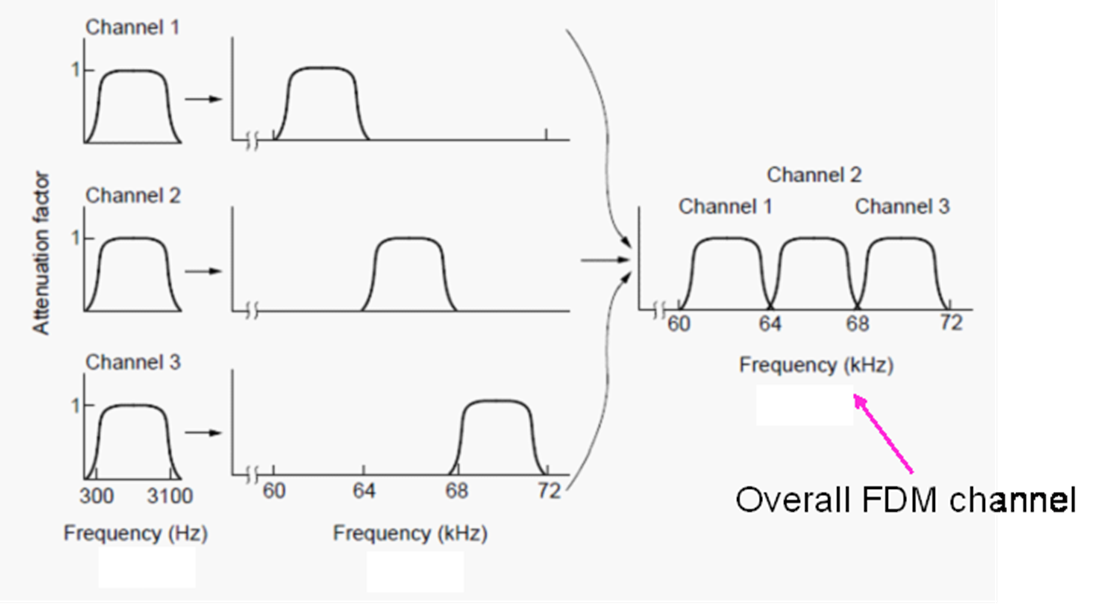 Channel 1
1
Attenuation factor
Channel 2
1
Channel 3
1
300 3100
Frequency (Hz)
60 64 68 72
Frequency (kHz)
Channel 2
Channel 1 Channel 3
60 64 68 72
Frequency (kHz)
Overall FDM channel